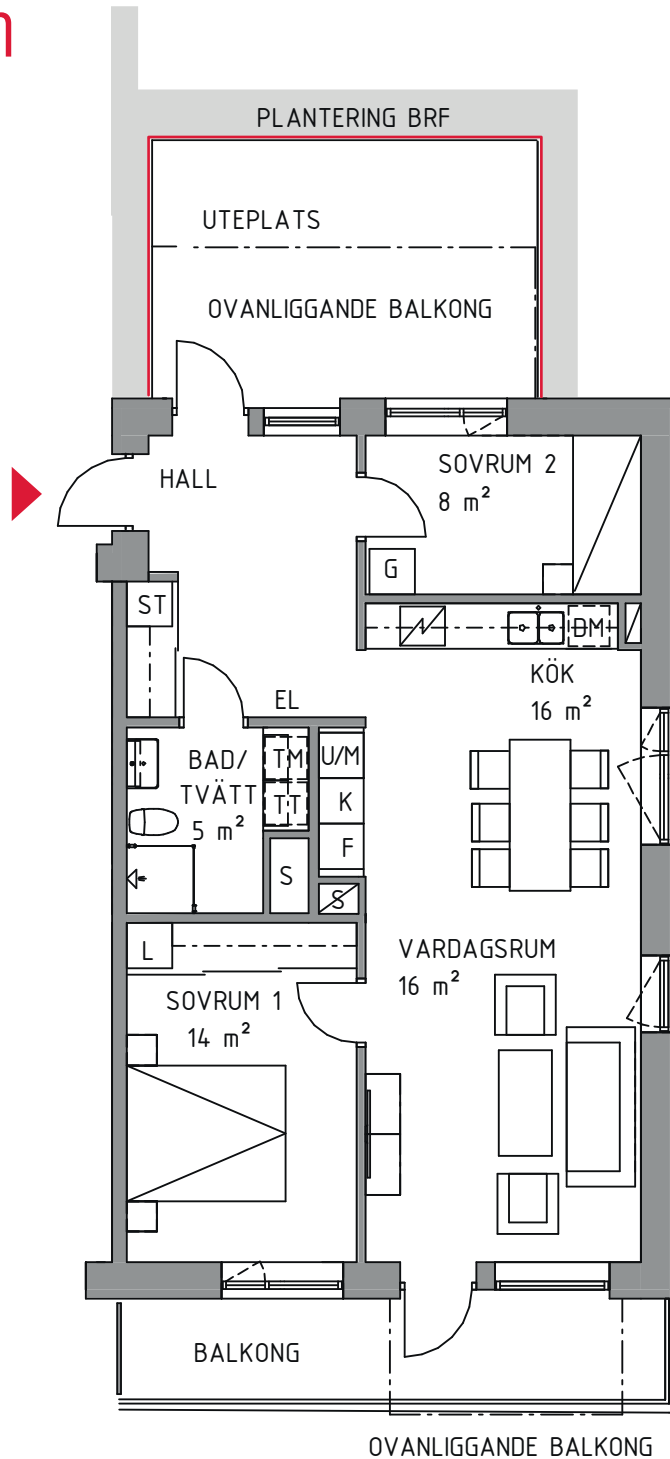 PLANTERING BRF
UTEPLATS
OVANLIGGANDE BALKONG
HALL
SOVRUM 2
8 m²
G
ST
DM
KÖK
16 m²
EL
BAD/
TVÄTT
5 m²
TM
TT
U/M
K
F
S
S
L
VARDAGSRUM
16 m²
SOVRUM 1
14 m²
BALKONG
OVANLIGGANDE BALKONG